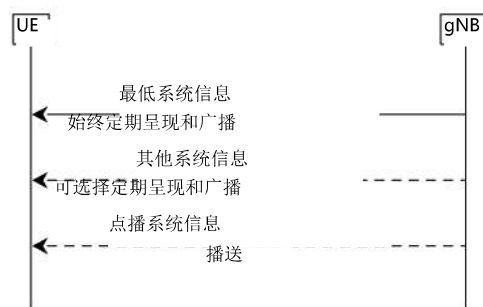 UE
gNB
最低系统信息
始终定期呈现和广播
其他系统信息
可选择定期呈现和广播
点播系统信息
播送